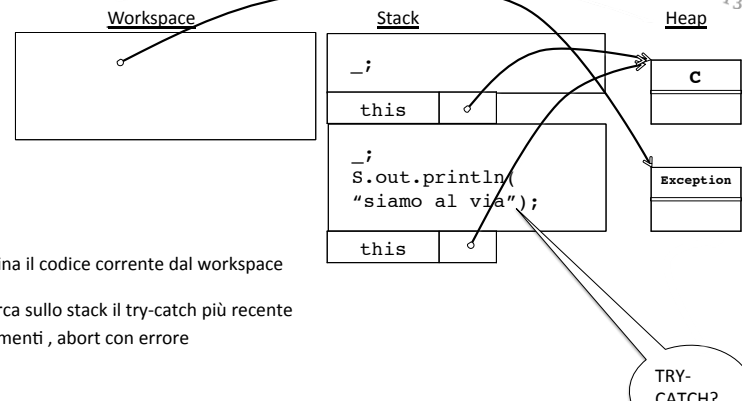 Workspace
Stack
Heap
_;
this
C
_;
S.out.println(
“siamo al via”);
this
Exception
ina il codice corrente dal workspace
rca sullo stack il try-catch più recente
menti , abort con errore
TRY-
CATCH?